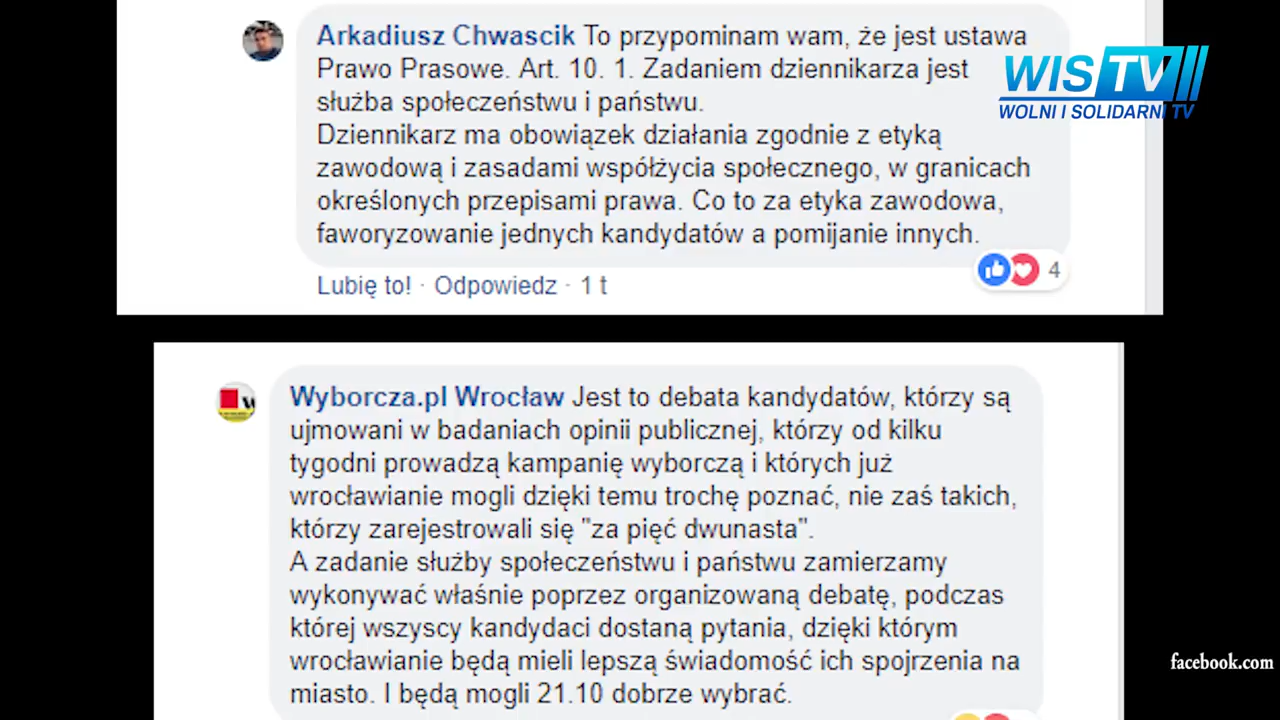 Arkadiusz Chwascik To przypominam wam, że jest ustawa
Prawo Prasowe. Art. 10. 1. Zadaniem dziennikarza jest
służba społeczeństwu i państwu.
Dziennikarz ma obowiązek działania zgodnie z etyką
zawodową i zasadami współżycia społecznego, w granicach
określonych przepisami prawa. Co to za etyka zawodowa,
faworyzowanie jednych kandydatów a pomijanie innych.
4
Lubię to! · Odpowiedz · 1 t
WIS TV
WOLNI I SOLIDARNI TV
Wyborcza.pl Wrocław Jest to debata kandydatów, którzy są
ujmowani w badaniach opinii publicznej, którzy od kilku
tygodni prowadzą kampanię wyborczą i których już
wrocławianie mogli dzięki temu trochę poznać, nie zaś takich,
którzy zarejestrowali się "za pięć dwunasta".
A zadanie służby społeczeństwu i państwu zamierzamy
wykonywać właśnie poprzez organizowaną debatę, podczas
której wszyscy kandydaci dostaną pytania, dzięki którym
wrocławianie będą mieli lepszą świadomość ich spojrzenia na
miasto. I będą mogli 21.10 dobrze wybrać.
facebook.com